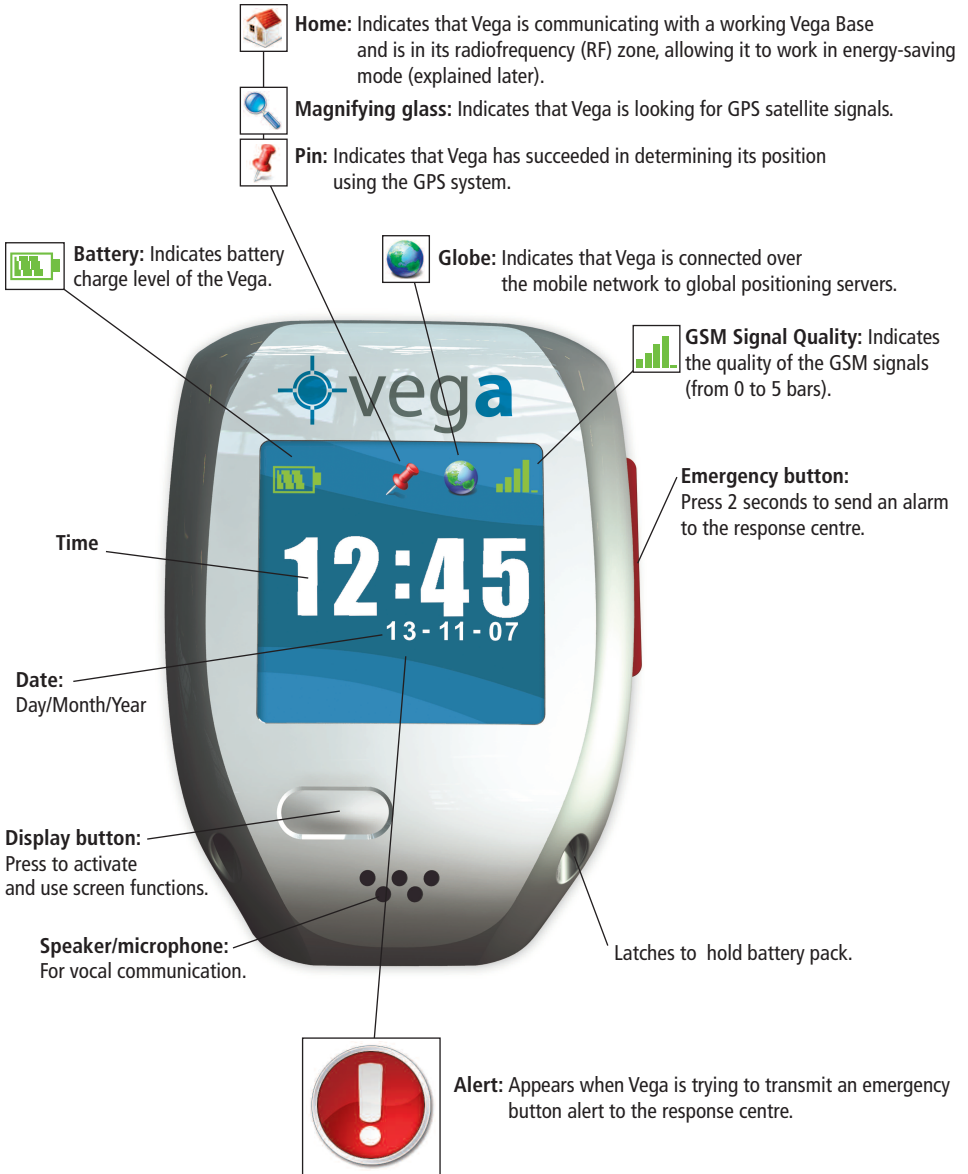 Home: Indicates that Vega is communicating with a working Vega Base
and is in its radiofrequency (RF) zone, allowing it to work in energy-saving
mode (explained later).
Magnifying glass: Indicates that Vega is looking for GPS satellite signals.
Pin: Indicates that Vega has succeeded in determining its position
using the GPS system.
Battery: Indicates battery
charge level of the Vega.
Globe: Indicates that Vega is connected over
the mobile network to global positioning servers.
GSM Signal Quality: Indicates
the quality of the GSM signals
(from 0 to 5 bars).
vega
Emergency button:
Press 2 seconds to send an alarm
to the response centre.
Time
12:45
13-11-07
Date:
Day/Month/Year
Display button:
Press to activate
and use screen functions.
Speaker/microphone:
For vocal communication.
Latches to hold battery pack.
Alert: Appears when Vega is trying to transmit an emergency
button alert to the response centre.